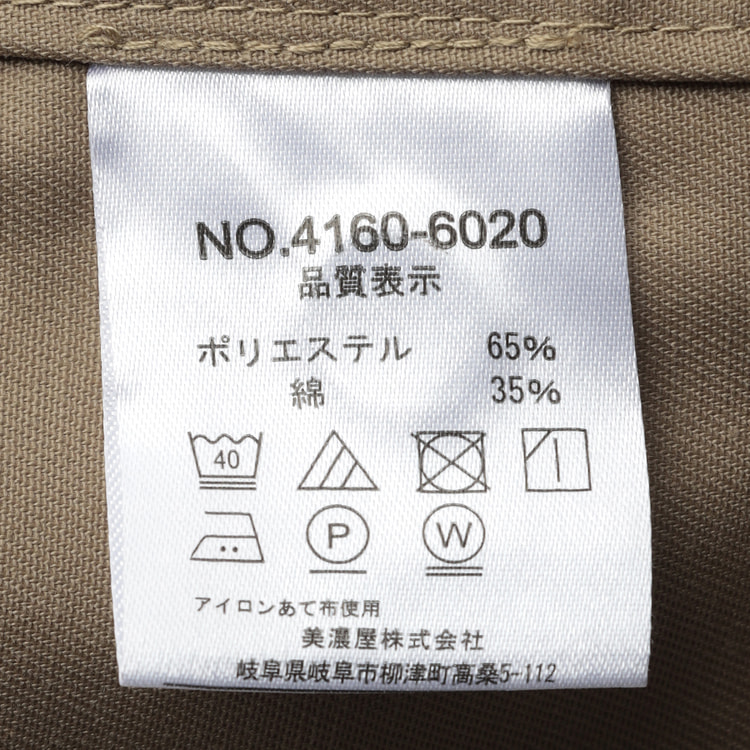 NO.4160-6020
品質表示
ポリエステル 65%
綿 35%
40
P W
アイロンあて布使用
美濃屋株式会社
岐阜県岐阜市柳津町高桑5-112